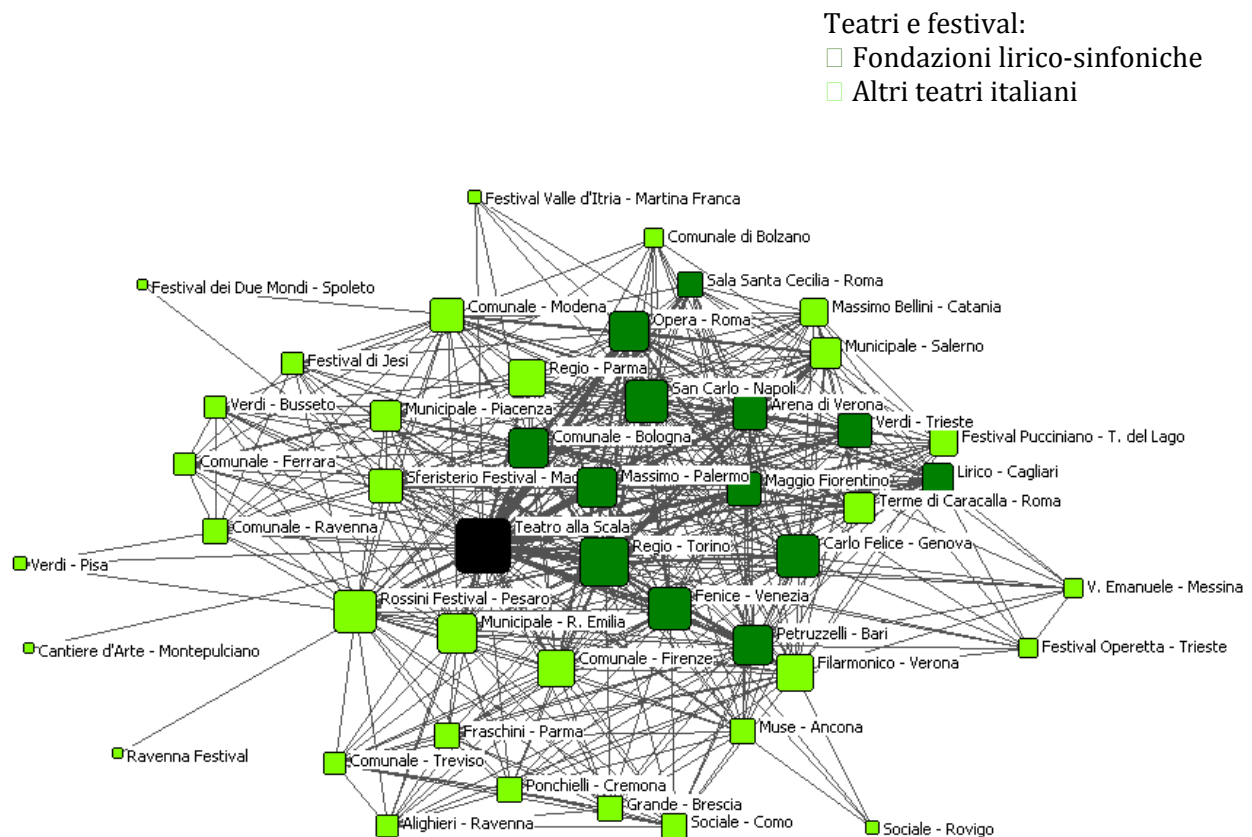 Teatri e festival:
Fondazioni lirico-sinfoniche
Altri teatri italiani
Festival Valle d'Itria - Martina Franca
Comunale di Bolzano
Sala Santa Cecilia - Roma
Festival dei Due Mondi - Spoleto
Comunale - Modena
Massimo Bellini - Catania
Opera - Roma
Municipale - Salerno
Festival di Jesi
Regio - Parma
San Carlo - Napoli
Verdi - Busseto
Municipale - Piacenza
Arena di Verona
Verdi - Trieste
Comunale - Bologna
Festival Pucciniano - T. del Lago
Comunale - Ferrara
Sferisterio Festival - Mac
Massimo - Palermo
Maggio Fiorentino
Lirico - Cagliari
Terme di Caracalla - Roma
Comunale - Ravenna
Teatro alla Scala
Regio - Torino
Carlo Felice - Genova
Verdi - Pisa
V. Emanuele - Messina
Rossini Festival - Pesaro
Fenice - Venezia
Municipale - R. Emilia
Petruzzelli - Bari
Cantiere d'Arte - Montepulciano
Comunale - Firenze
Filarmonico - Verona
Festival Operetta - Trieste
Fraschini - Parma
Muse - Ancona
Ravenna Festival
Comunale - Treviso
Ponchielli - Cremona
Grande - Brescia
Alighieri - Ravenna
Sociale - Como
Sociale - Rovigo